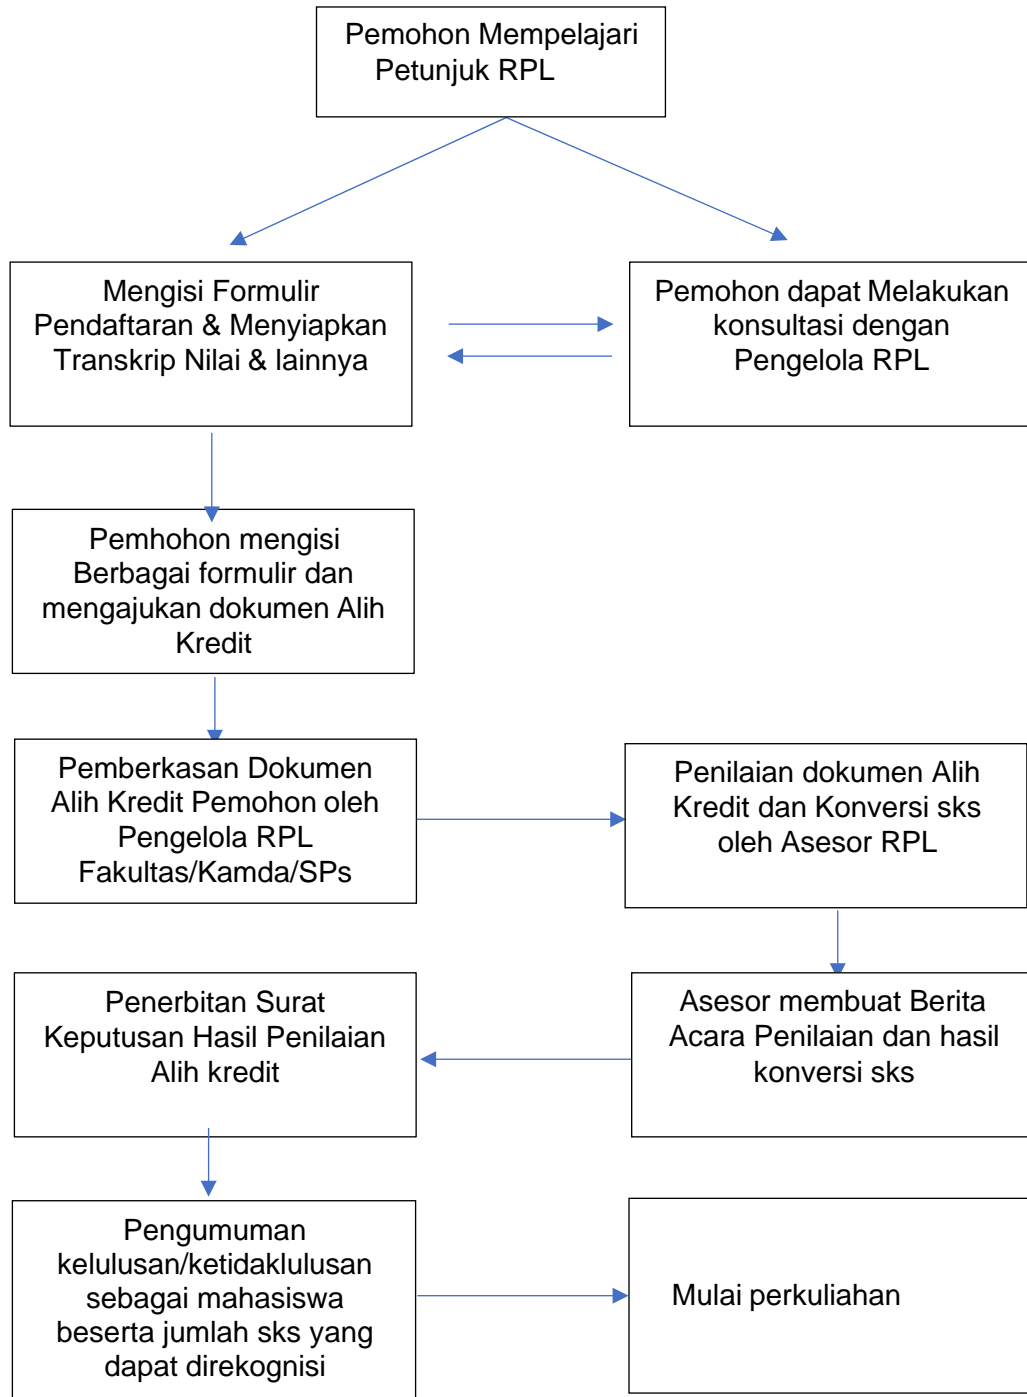 Pemohon Mempelajari
Petunjuk RPL
Mengisi Formulir
Pendaftaran & Menyiapkan
Transkrip Nilai & lainnya
Pemohon dapat Melakukan
konsultasi dengan
Pengelola RPL
Pemhohon mengisi
Berbagai formulir dan
mengajukan dokumen Alih
Kredit
Pemberkasan Dokumen
Alih Kredit Pemohon oleh
Pengelola RPL
Fakultas/Kamda/SPs
Penilaian dokumen Alih
Kredit dan Konversi sks
oleh Asesor RPL
Asesor membuat Berita
Acara Penilaian dan hasil
konversi sks
Penerbitan Surat
Keputusan Hasil Penilaian
Alih kredit
Pengumuman
kelulusan/ketidaklulusan
sebagai mahasiswa
beserta jumlah sks yang
dapat direkognisi
Mulai perkuliahan